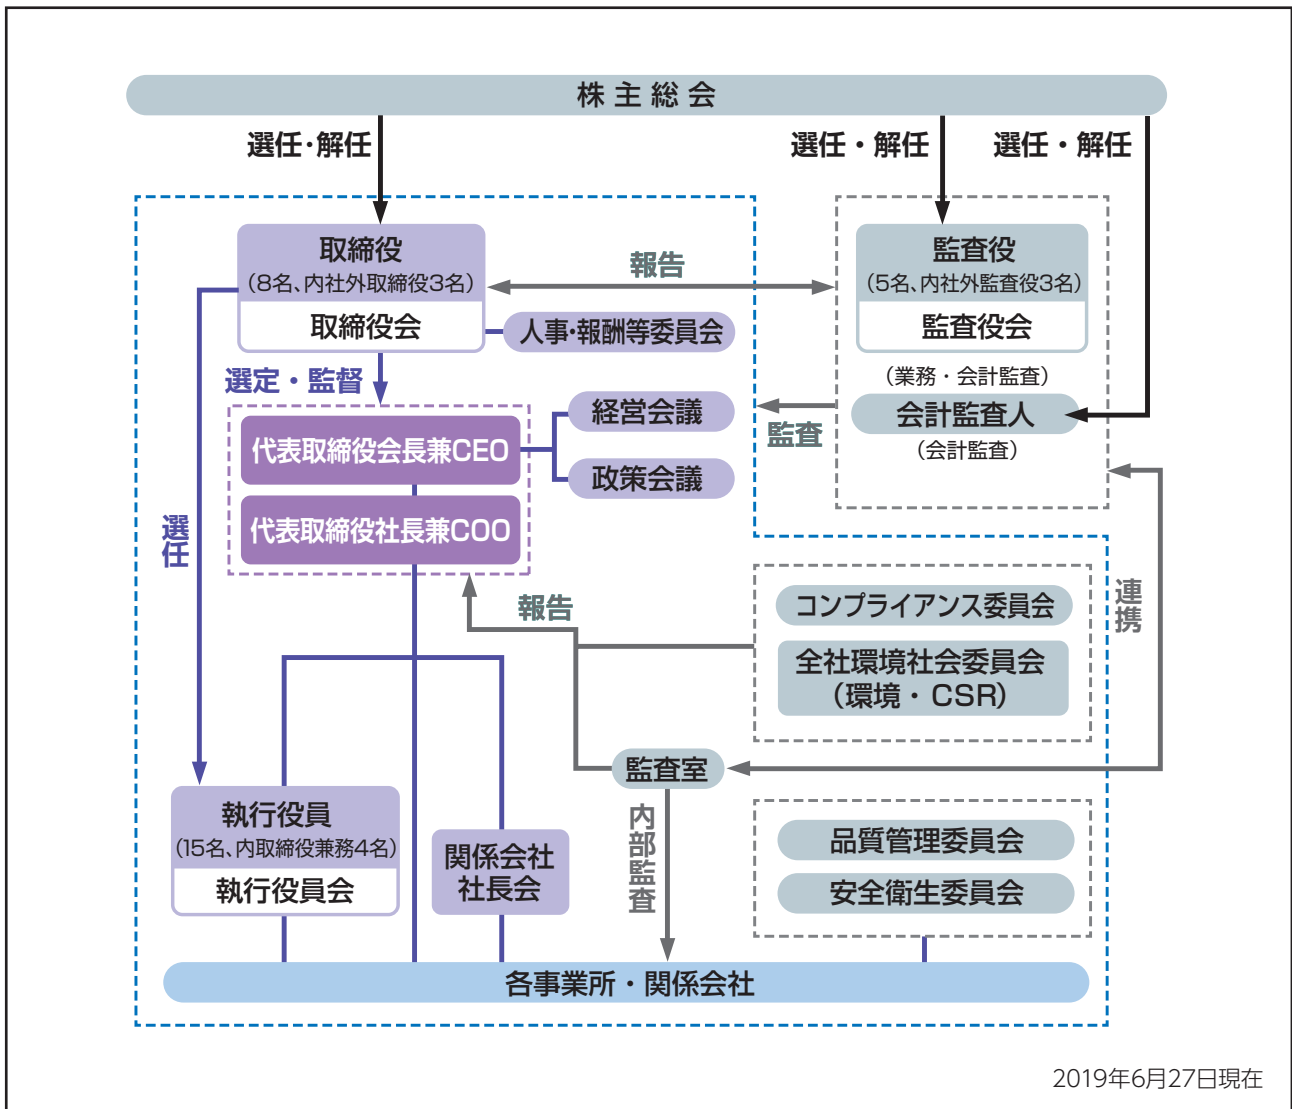 株主総会
選任・解任
選任・解任
選任・解任
取締役
(8名、内社外取締役3名)
取締役会
報告
監査役
(5名、内社外監査役3名)
監査役会
人事・報酬等委員会
選定・監督
(業務・会計監査)
経営会議
会計監査人
監査
(会計監査)
代表取締役会長兼CEO
政策会議
代表取締役社長兼COO
選任
報告
コンプライアンス委員会
連携
全社環境社会委員会
(環境・CSR)
監査室
執行役員
(15名、内取締役兼務4名)
執行役員会
関係会社
社長会
内部監査
品質管理委員会
安全衛生委員会
各事業所・関係会社
2019年6月27日現在